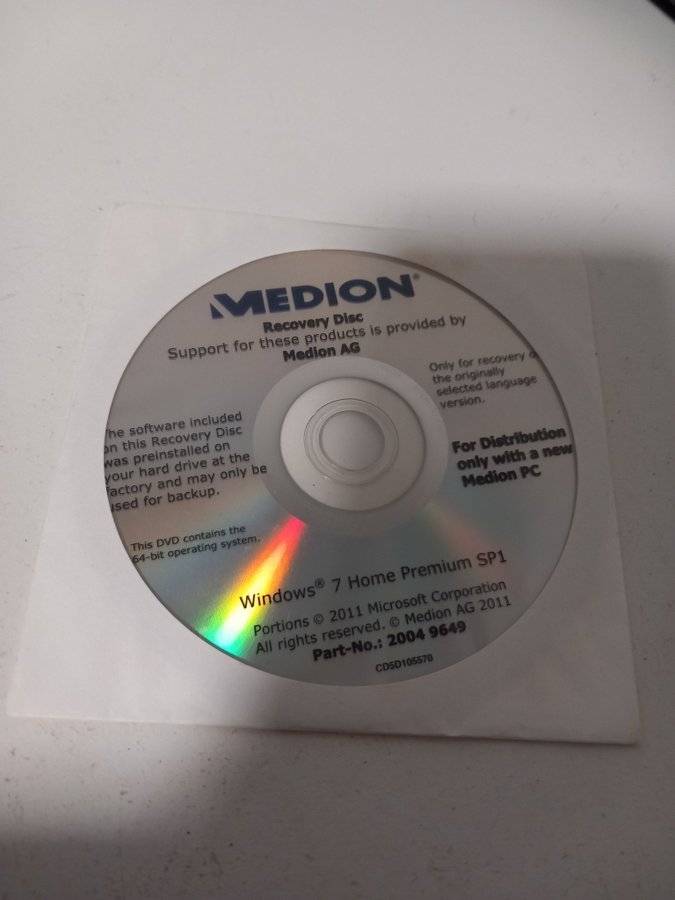 MEDION®
Recovery Disc
Support for these products is provided by
Medion AG
Only for recovery o
the originally
selected language
version.
he software included
on this Recovery Disc
was preinstalled on
your hard drive at the
factory and may only be
used for backup.
For Distribution
only with a new
Medion PC
This DVD contains the
64-bit operating system.
Windows® 7 Home Premium SP1
Portions © 2011 Microsoft Corporation
All rights reserved. © Medion AG 2011
Part-No.: 2004 9649
CD5D105570